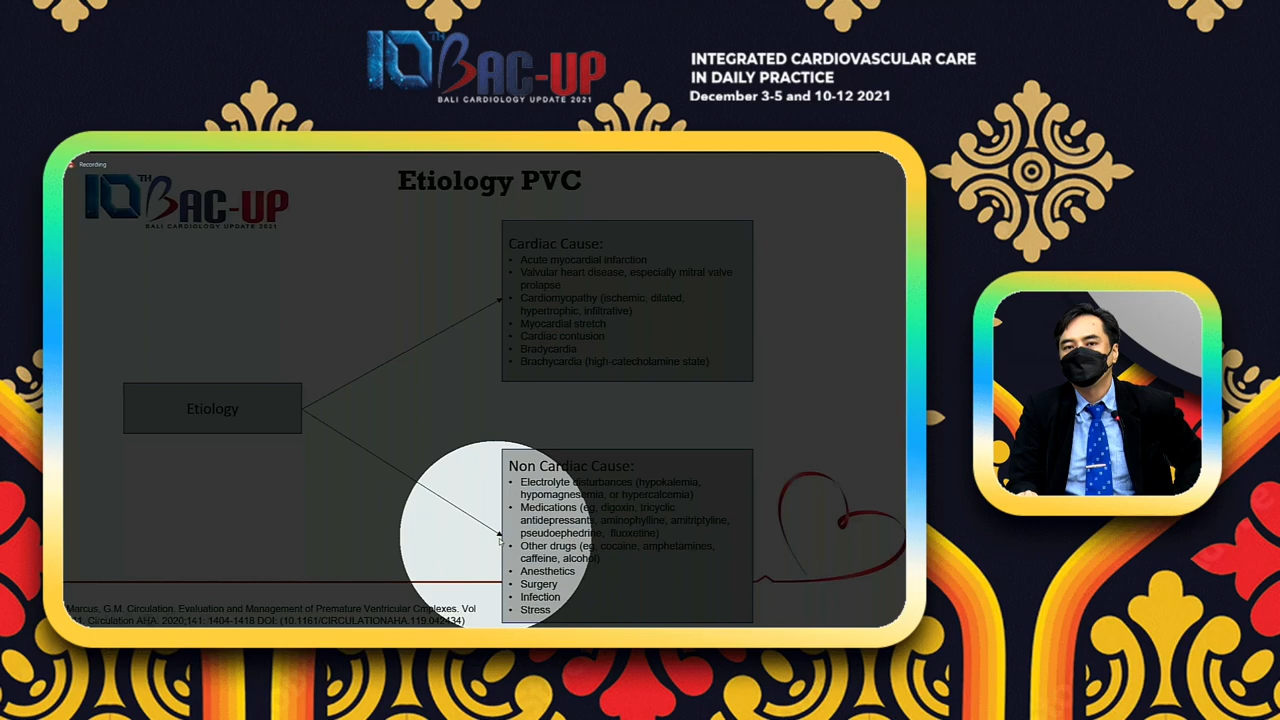 10TH BAC-UP
BALI CARDIOLOGY UPDATE 2021
INTEGRATED CARDIOVASCULAR CARE
IN DAILY PRACTICE
December 3-5 and 10-12 2021
Recording
10TH BAC-UP
BALI CARDIOLOGY UPDATE 2021
Etiology PVC
Cardiac Cause:
• Acute myocardial infarction
• Valvular heart disease, especially mitral valve
prolapse
• Cardiomyopathy (ischemic, dilated,
hypertrophic, infiltrative)
• Myocardial stretch
• Cardiac contusion
• Bradycardia
• Brachycardia (high-catecholamine state)
Etiology
Non Cardiac Cause:
• Electrolyte disturbances (hypokalemia,
hypomagnesemia, or hypercalcemia)
• Medications (eg, digoxin, tricyclic
antidepressants, aminophylline, amitriptyline,
pseudoephedrine, fluoxetine)
• Other drugs (eg, cocaine, amphetamines,
caffeine, alcohol)
• Anesthetics
• Surgery
• Infection
• Stress
Marcus, G.M. Circulation. Evaluation and Management of Premature Ventricular Cmplexes. Vol
Circulation AHA. 2020;141: 1404-1418 DOI: (10.1161/CIRCULATIONAHA.119.042434)